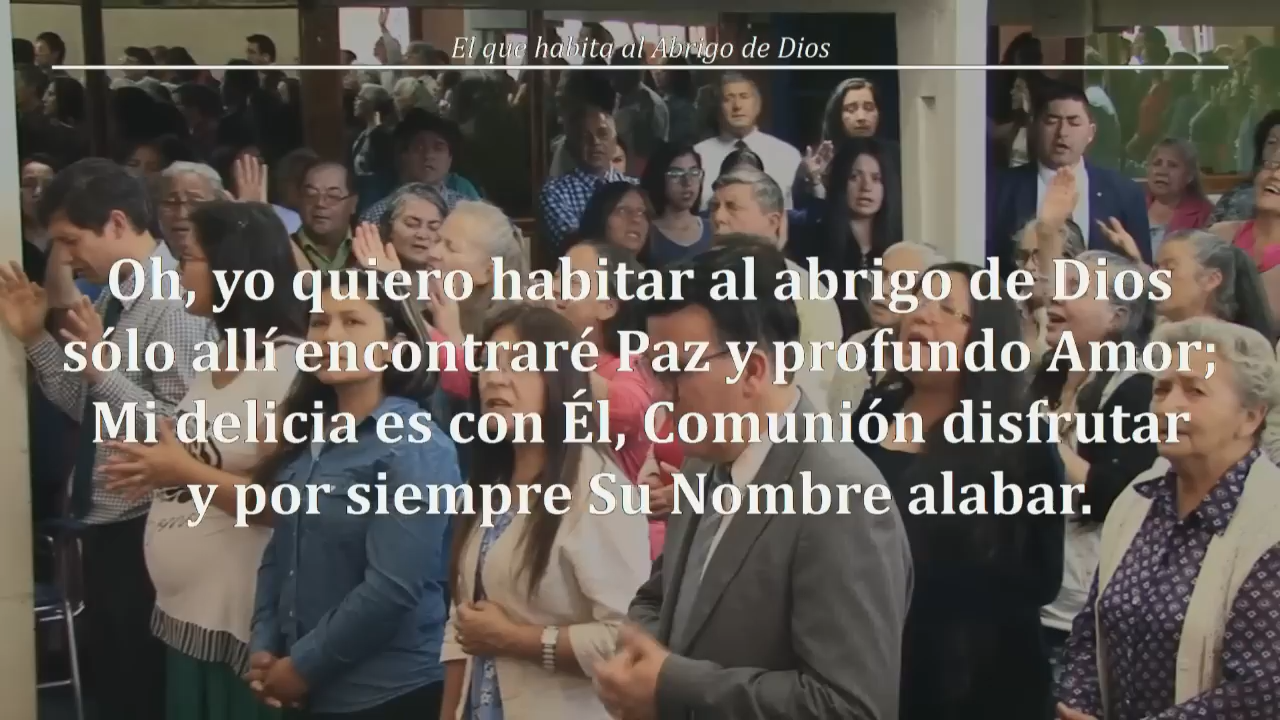 El que habita al Abrigo de Dios
Oh, yo quiero habitar al abrigo de Dios
sólo allí encontraré Paz y profundo Amor;
Mi delicia es con Él, Comunión disfrutar
y por siempre Su Nombre alabar.